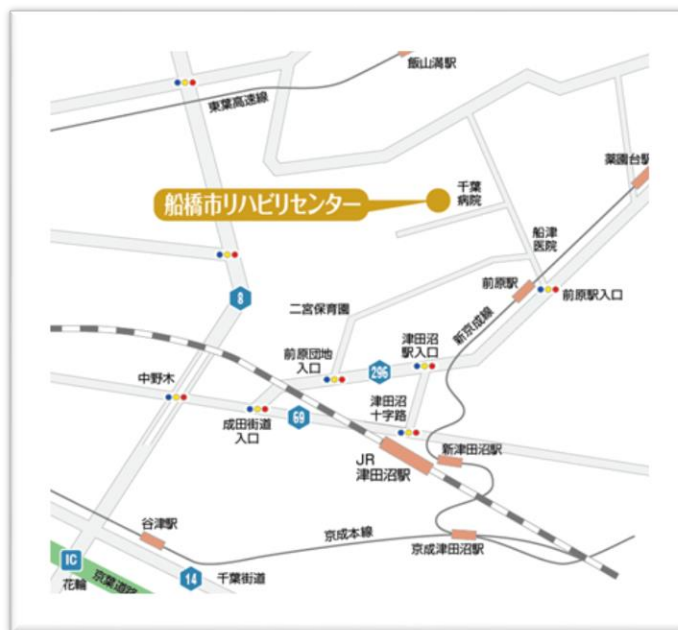 飯山満駅
東葉高速線
薬園台駅
千葉
病院
船橋市リハビリセンター
船津
医院
前原駅
前原駅入口
8
二宮保育園
新京成線
津田沼
駅入口
前原団地
入口
296
中野木
成田街道
入口
69
津田沼
十字路
JR
津田沼駅
新津田沼駅
谷津駅
京成本線
京成津田沼駅
IC
花輪
京葉道路
14
千葉街道